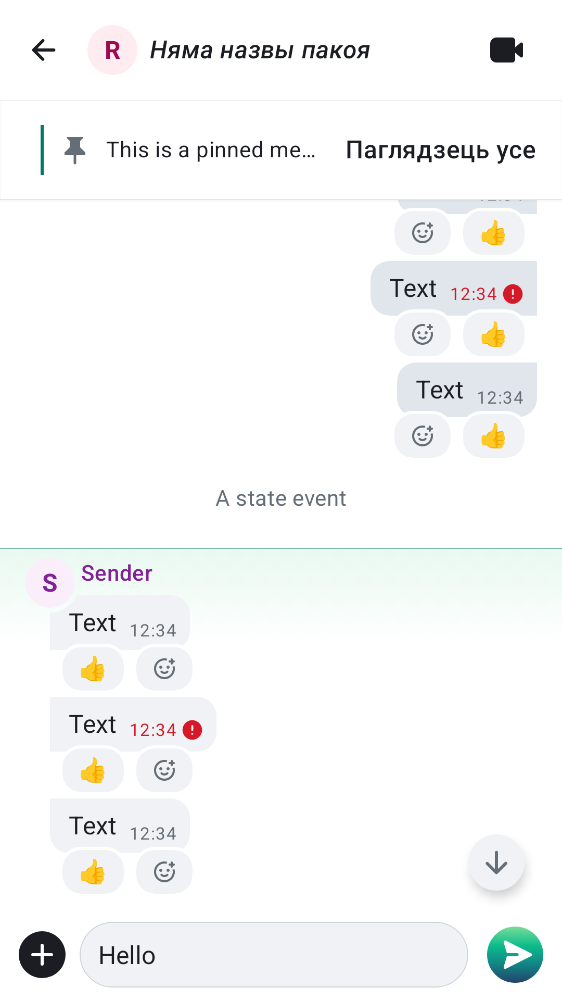 R
Няма назвы пакоя
This is a pinned me...
Паглядзець усе
Text 12:34
Text 12:34
A state event
S
Sender
Text 12:34
Text 12:34
Text 12:34
Hello